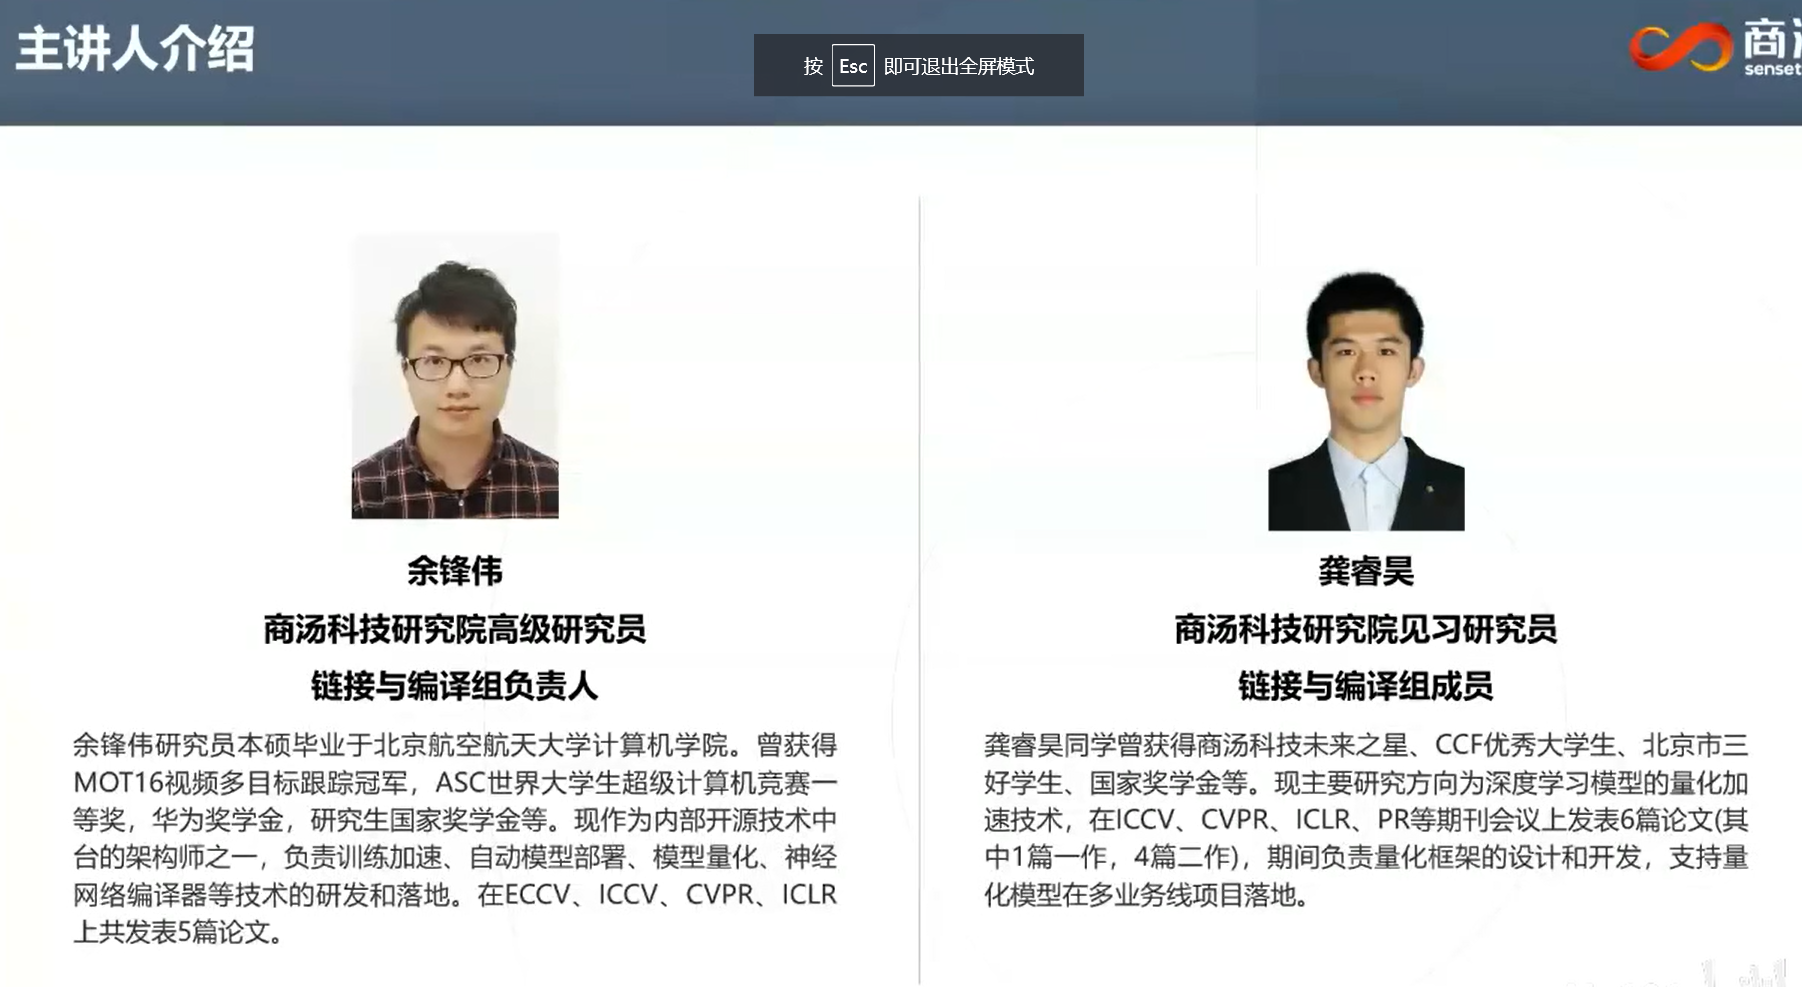 主讲人介绍
按 Esc 即可退出全屏模式
商
senset
余锋伟
商汤科技研究院高级研究员
链接与编译组负责人
余锋伟研究员本硕毕业于北京航空航天大学计算机学院。曾获得
MOT16视频多目标跟踪冠军，ASC世界大学生超级计算机竞赛一
等奖，华为奖学金，研究生国家奖学金等。现作为内部开源技术中
台的架构师之一，负责训练加速、自动模型部署、模型量化、神经
网络编译器等技术的研发和落地。在ECCV、ICCV、CVPR、ICLR
上共发表5篇论文。
龚睿昊
商汤科技研究院见习研究员
链接与编译组成员
龚睿昊同学曾获得商汤科技未来之星、CCF优秀大学生、北京市三
好学生、国家奖学金等。现主要研究方向为深度学习模型的量化加
速技术，在ICCV、CVPR、ICLR、PR等期刊会议上发表6篇论文(其
中1篇一作，4篇二作)，期间负责量化框架的设计和开发，支持量
化模型在多业务线项目落地。